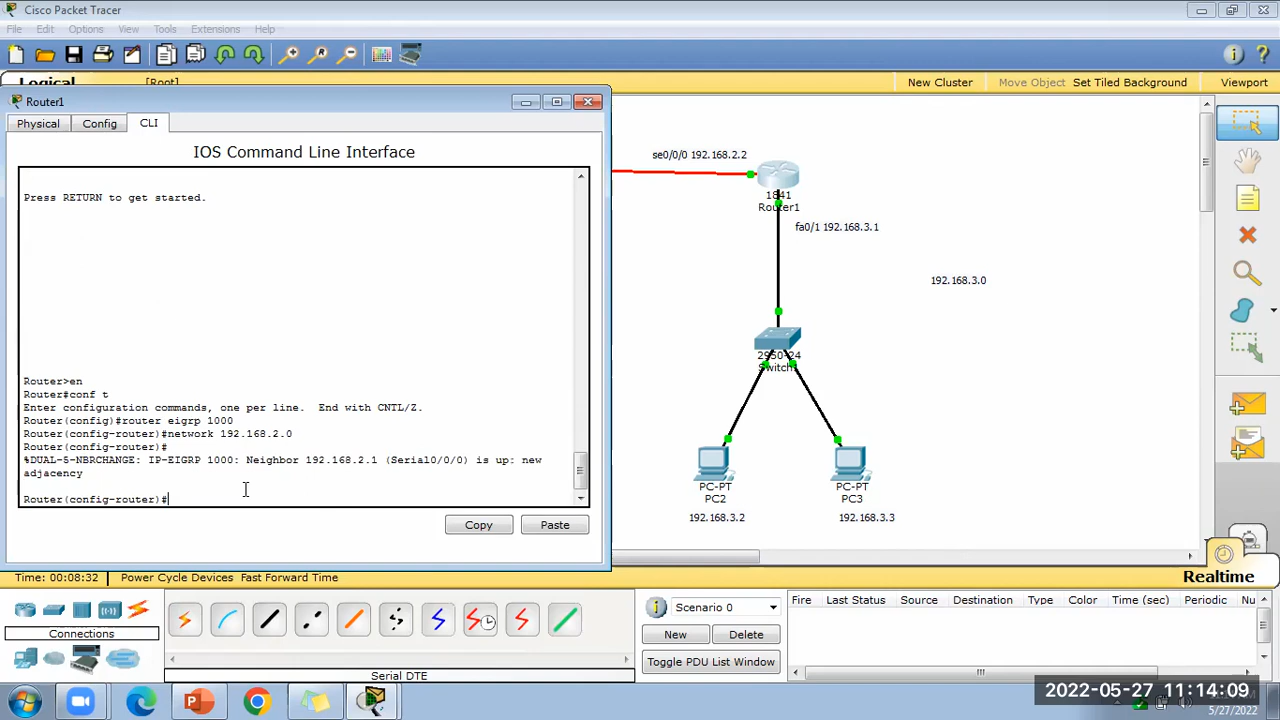 Cisco Packet Tracer
File Edit Options View Tools Extensions Help
Logical [Root] New Cluster Move Object Set Tiled Background Viewport
Router1
Physical Config CLI
IOS Command Line Interface
Press RETURN to get started.
Router>en
Router#conf t
Enter configuration commands, one per line. End with CNTL/Z.
Router(config)#router eigrp 1000
Router(config-router)#network 192.168.2.0
Router(config-router)#
%DUAL-5-NBRCHANGE: IP-EIGRP 1000: Neighbor 192.168.2.1 (Serial0/0/0) is up: new
adjacency
Router(config-router)#
Copy Paste
se0/0/0 192.168.2.2
1841
Router1
fa0/1 192.168.3.1
192.168.3.0
2950-24
Switch1
PC-PT
PC2
192.168.3.2
PC-PT
PC3
192.168.3.3
Time: 00:08:32 Power Cycle Devices Fast Forward Time
Realtime
Connections
Serial DTE
Scenario 0
New Delete
Toggle PDU List Window
Fire Last Status Source Destination Type Color Time (sec) Periodic Nu
2022-05-27 11:14:09
5/27/2022